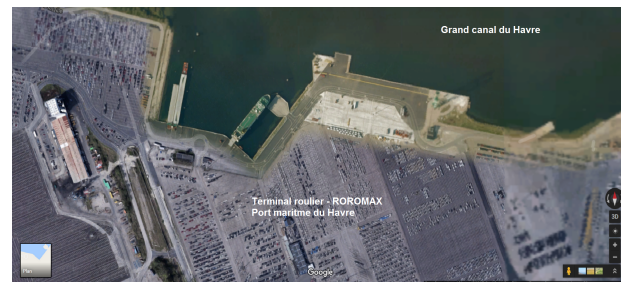 Grand canal du Havre
Terminal roulier - ROROMAX
Port maritme du Havre
3D
Plan
Google